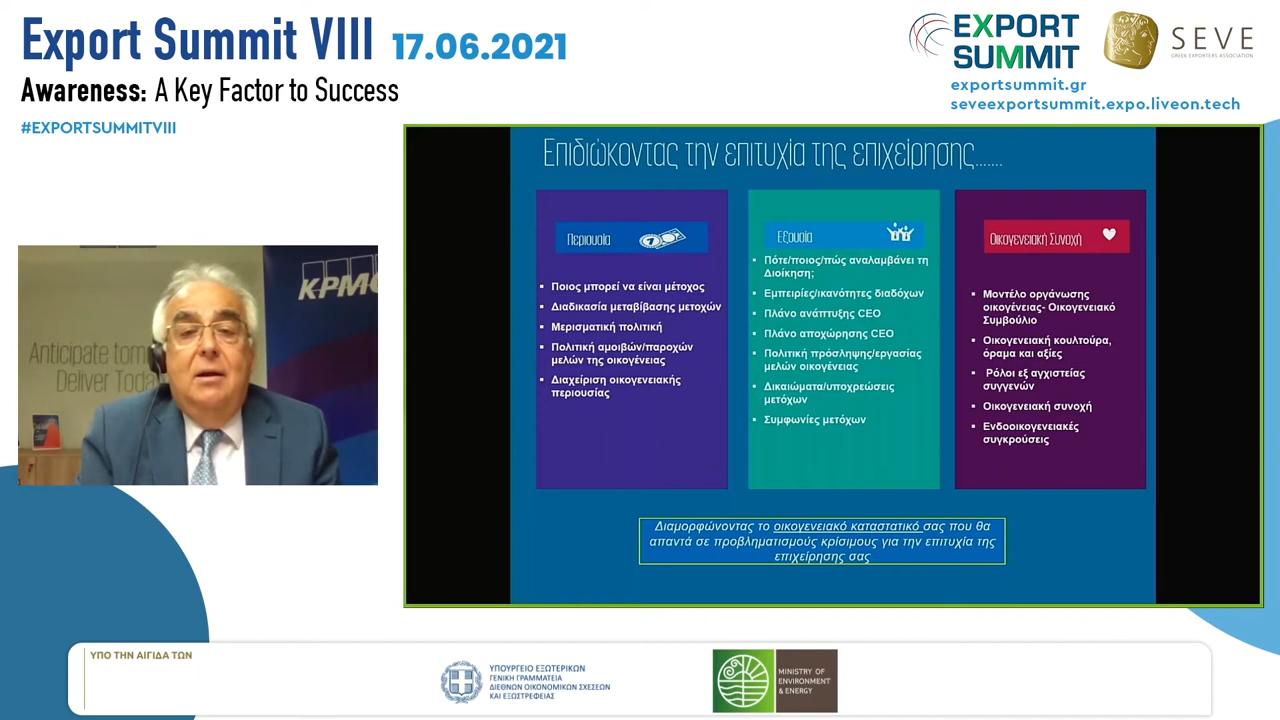 Export Summit VIII 17.06.2021
Awareness: A Key Factor to Success
#EXPORTSUMMITVIII
EXPORT
SUMMIT
SEVE
GREEK EXPORTERS ASSOCIATION
exportsummit.gr
seveexportsummit.expo.liveon.tech
KPMG
Anticipate tom
Deliver Toda
Επιδιώκοντας την επιτυχία της επιχείρησης.......
Περιουσία
▪ Ποιος μπορεί να είναι μέτοχος
▪ Διαδικασία μεταβίβασης μετοχών
▪ Μερισματική πολιτική
▪ Πολιτική αμοιβών/παροχών
μελών της οικογένειας
▪ Διαχείριση οικογενειακής
περιουσίας
Εξουσία
▪ Πότε/ποιος/πώς αναλαμβάνει τη
Διοίκηση;
▪ Εμπειρίες/ικανότητες διαδόχων
▪ Πλάνο ανάπτυξης CEO
▪ Πλάνο αποχώρησης CEO
▪ Πολιτική πρόσληψης/εργασίας
μελών οικογένειας
▪ Δικαιώματα/υποχρεώσεις
μετόχων
▪ Συμφωνίες μετόχων
Οικογενειακή Συνοχή
▪ Μοντέλο οργάνωσης
οικογένειας- Οικογενειακό
Συμβούλιο
▪ Οικογενειακή κουλτούρα,
όραμα και αξίες
▪ Ρόλοι εξ αγχιστείας
συγγενών
▪ Οικογενειακή συνοχή
▪ Ενδοοικογενειακές
συγκρούσεις
Διαμορφώνοντας το οικογενειακό καταστατικό σας που θα
απαντά σε προβληματισμούς κρίσιμους για την επιτυχία της
επιχείρησης σας
ΥΠΟ ΤΗΝ ΑΙΓΙΔΑ ΤΩΝ
ΥΠΟΥΡΓΕΙΟ ΕΞΩΤΕΡΙΚΩΝ
ΓΕΝΙΚΗ ΓΡΑΜΜΑΤΕΙΑ
ΔΙΕΘΝΩΝ ΟΙΚΟΝΟΜΙΚΩΝ ΣΧΕΣΕΩΝ
ΚΑΙ ΕΞΩΣΤΡΕΦΕΙΑΣ
MINISTRY OF
ENVIRONMENT
& ENERGY